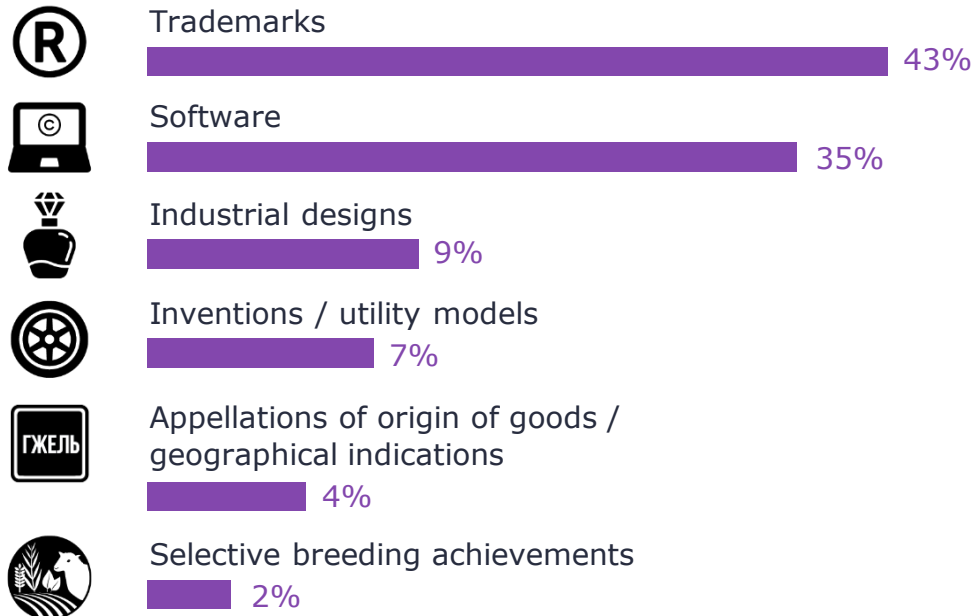 ®
Trademarks
43%
©
Software
35%
Industrial designs
9%
Inventions / utility models
7%
ГЖЕЛЬ
Appellations of origin of goods /
geographical indications
4%
Selective breeding achievements
2%